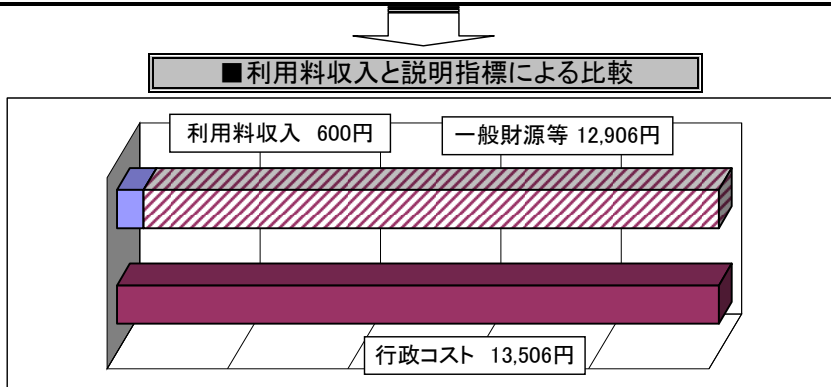 ■利用料収入と説明指標による比較
利用料収入 600円
一般財源等 12,906円
行政コスト 13,506円